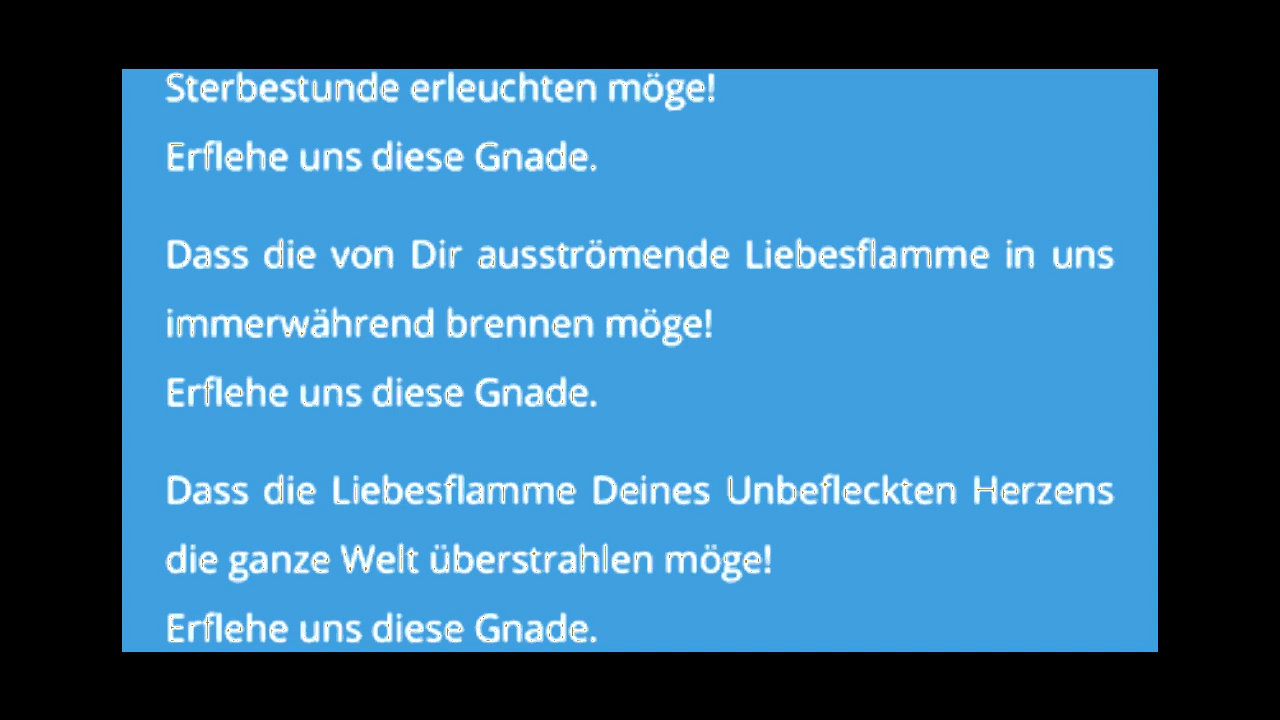 Sterbestunde erleuchten möge!
Erflehe uns diese Gnade.
Dass die von Dir ausströmende Liebesflamme in uns
immerwährend brennen möge!
Erflehe uns diese Gnade.
Dass die Liebesflamme Deines Unbefleckten Herzens
die ganze Welt überstrahlen möge!
Erflehe uns diese Gnade.